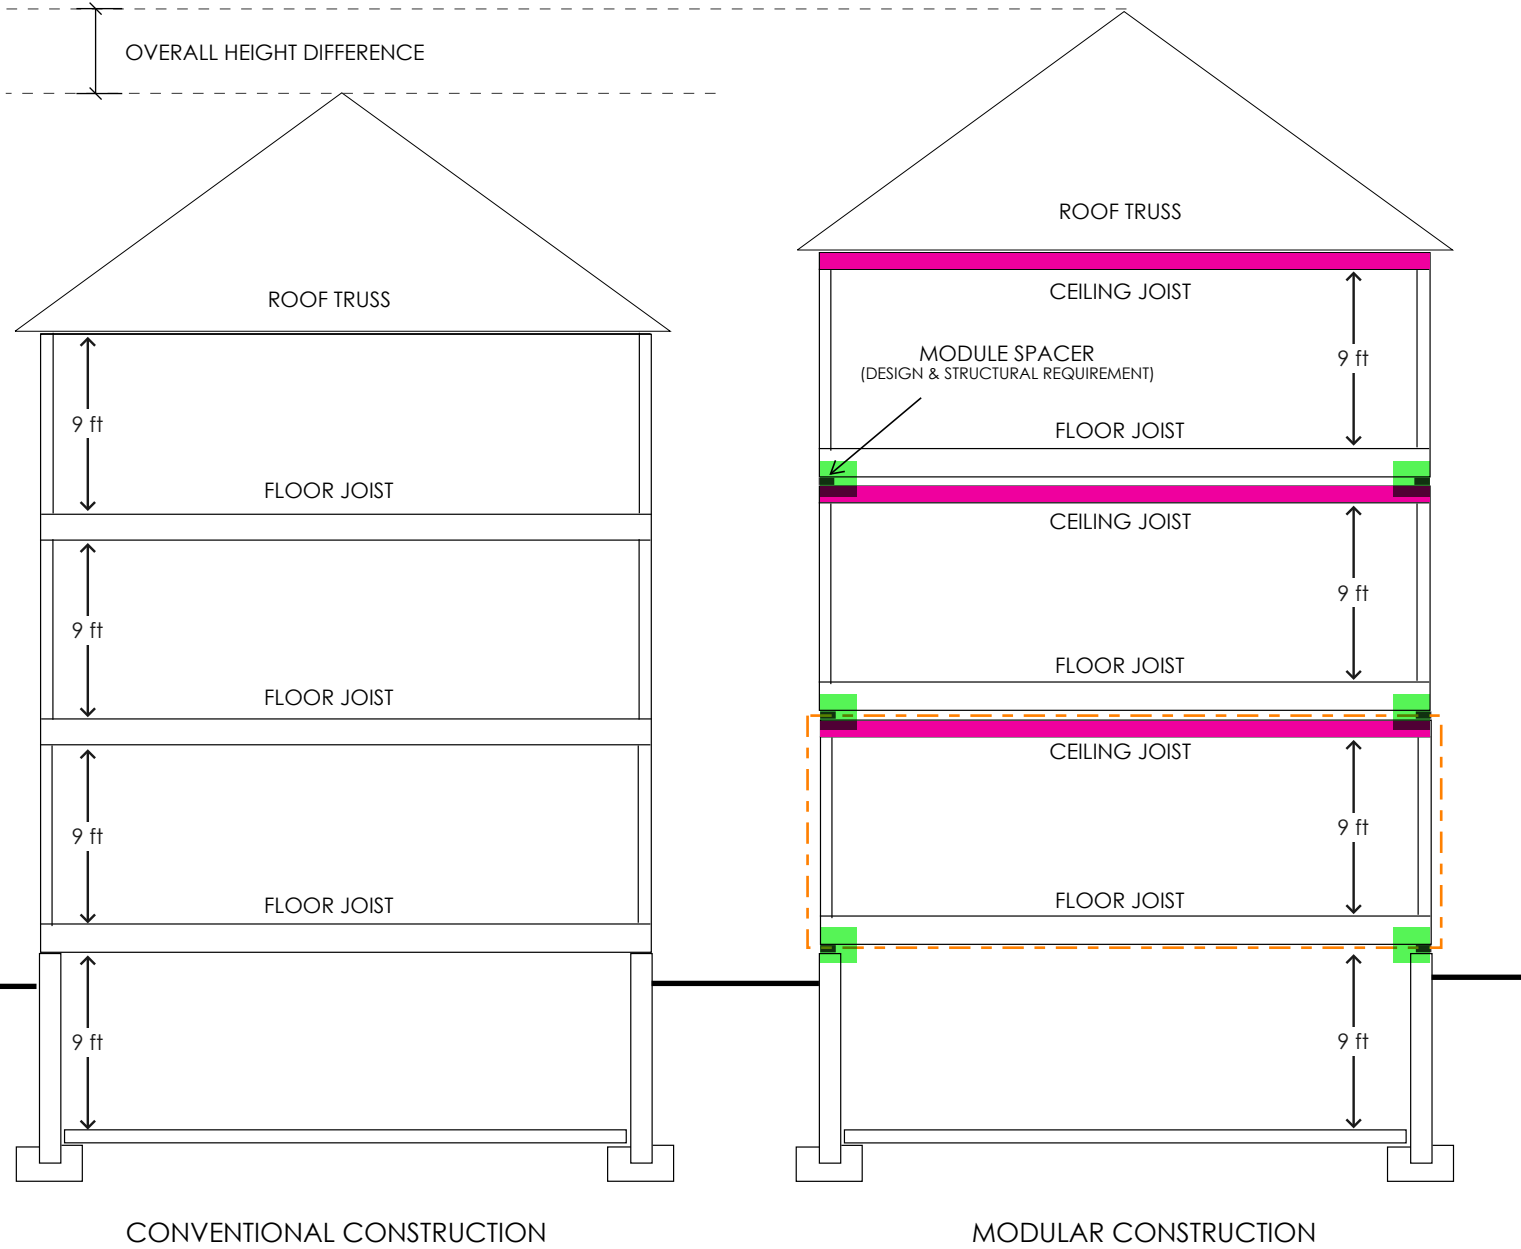 OVERALL HEIGHT DIFFERENCE
ROOF TRUSS
9 ft
FLOOR JOIST
9 ft
FLOOR JOIST
9 ft
FLOOR JOIST
9 ft
CONVENTIONAL CONSTRUCTION
ROOF TRUSS
CEILING JOIST
MODULE SPACER
(DESIGN & STRUCTURAL REQUIREMENT)
9 ft
FLOOR JOIST
CEILING JOIST
9 ft
FLOOR JOIST
CEILING JOIST
9 ft
FLOOR JOIST
9 ft
MODULAR CONSTRUCTION